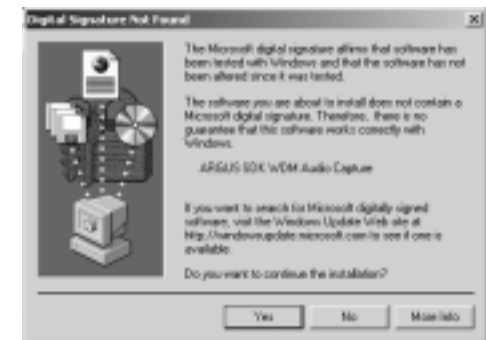 Digital Signature Not Found
The Microsoft digital signature affirms that software has
been tested with Windows and that the software has not
been altered since it was tested.
The software you are about to install does not contain a
Microsoft digital signature. Therefore, there is no
guarantee that this software works correctly with
Windows.
ARGUS SDK WDM Audio Capture
If you want to search for Microsoft digitally signed
software, visit the Windows Update Web site at
http://windowsupdate.microsoft.com to see if one is
available.
Do you want to continue the installation?
Yes
No
More Info